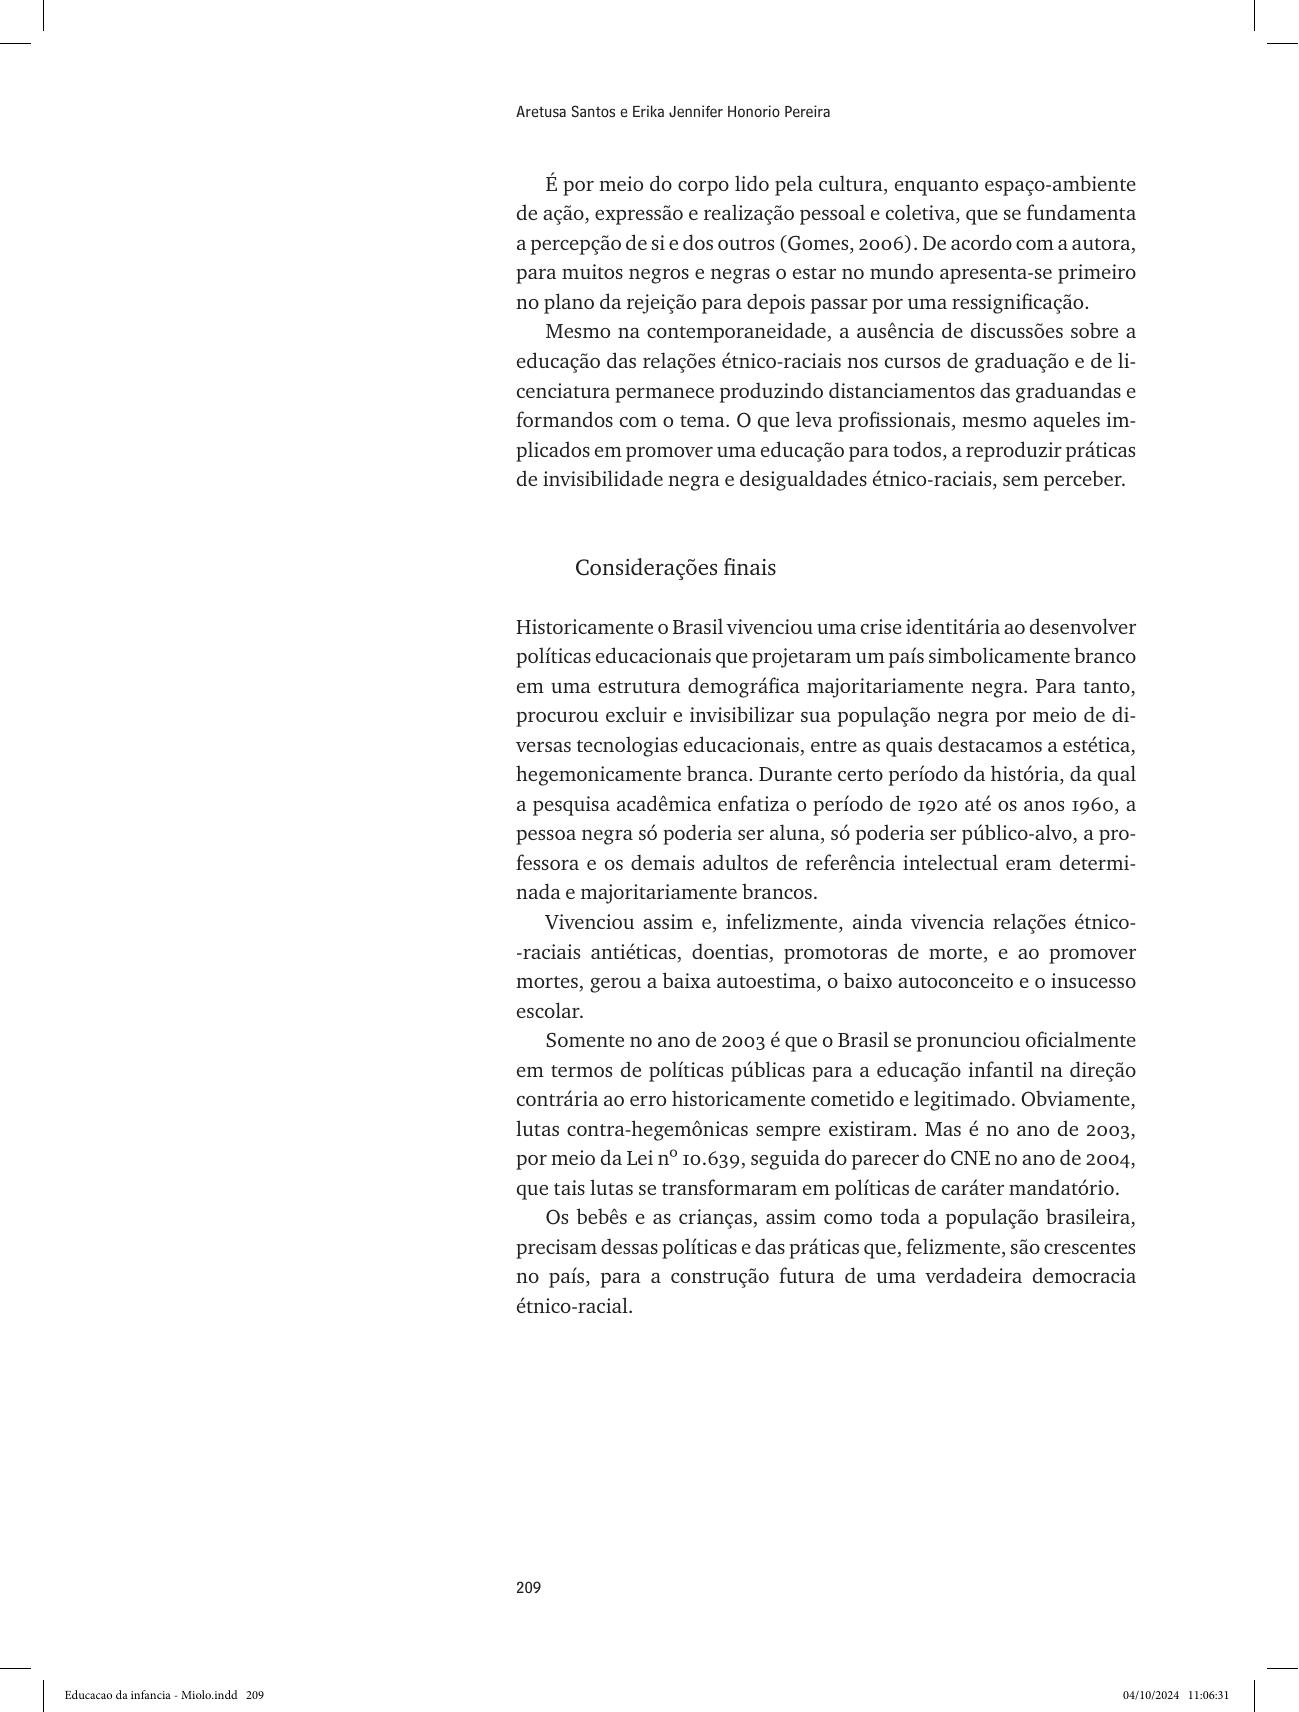 Aretusa Santos e Erika Jennifer Honorio Pereira
É por meio do corpo lido pela cultura, enquanto espaço-ambiente
de ação, expressão e realização pessoal e coletiva, que se fundamenta
a percepção de si e dos outros (Gomes, 2006). De acordo com a autora,
para muitos negros e negras o estar no mundo apresenta-se primeiro
no plano da rejeição para depois passar por uma ressignificação.
Mesmo na contemporaneidade, a ausência de discussões sobre a
educação das relações étnico-raciais nos cursos de graduação e de li-
cenciatura permanece produzindo distanciamentos das graduandas e
formandos com o tema. O que leva profissionais, mesmo aqueles im-
plicados em promover uma educação para todos, a reproduzir práticas
de invisibilidade negra e desigualdades étnico-raciais, sem perceber.
Considerações finais
Historicamente o Brasil vivenciou uma crise identitária ao desenvolver
políticas educacionais que projetaram um país simbolicamente branco
em uma estrutura demográfica majoritariamente negra. Para tanto,
procurou excluir e invisibilizar sua população negra por meio de di-
versas tecnologias educacionais, entre as quais destacamos a estética,
hegemonicamente branca. Durante certo período da história, da qual
a pesquisa acadêmica enfatiza o período de 1920 até os anos 1960, a
pessoa negra só poderia ser aluna, só poderia ser público-alvo, a pro-
fessora e os demais adultos de referência intelectual eram determi-
nada e majoritariamente brancos.
Vivenciou assim e, infelizmente, ainda vivencia relações étnico-
-raciais antiéticas, doentias, promotoras de morte, e ao promover
mortes, gerou a baixa autoestima, o baixo autoconceito e o insucesso
escolar.
Somente no ano de 2003 é que o Brasil se pronunciou oficialmente
em termos de políticas públicas para a educação infantil na direção
contrária ao erro historicamente cometido e legitimado. Obviamente,
lutas contra-hegemônicas sempre existiram. Mas é no ano de 2003,
por meio da Lei nº 10.639, seguida do parecer do CNE no ano de 2004,
que tais lutas se transformaram em políticas de caráter mandatório.
Os bebês e as crianças, assim como toda a população brasileira,
precisam dessas políticas e das práticas que, felizmente, são crescentes
no país, para a construção futura de uma verdadeira democracia
étnico-racial.
209
Educacao da infancia - Miolo.indd 209
04/10/2024 11:06:31